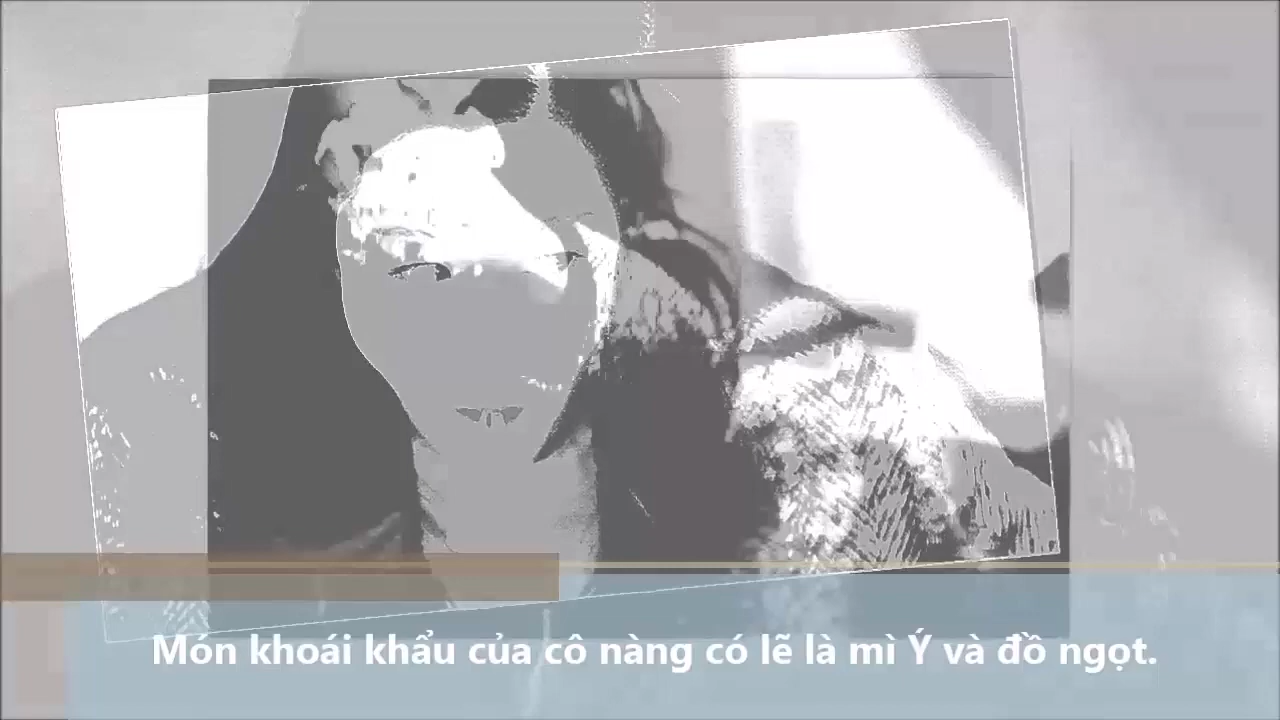 Món khoái khẩu của cô nàng có lẽ là mì Ý và đồ ngọt.